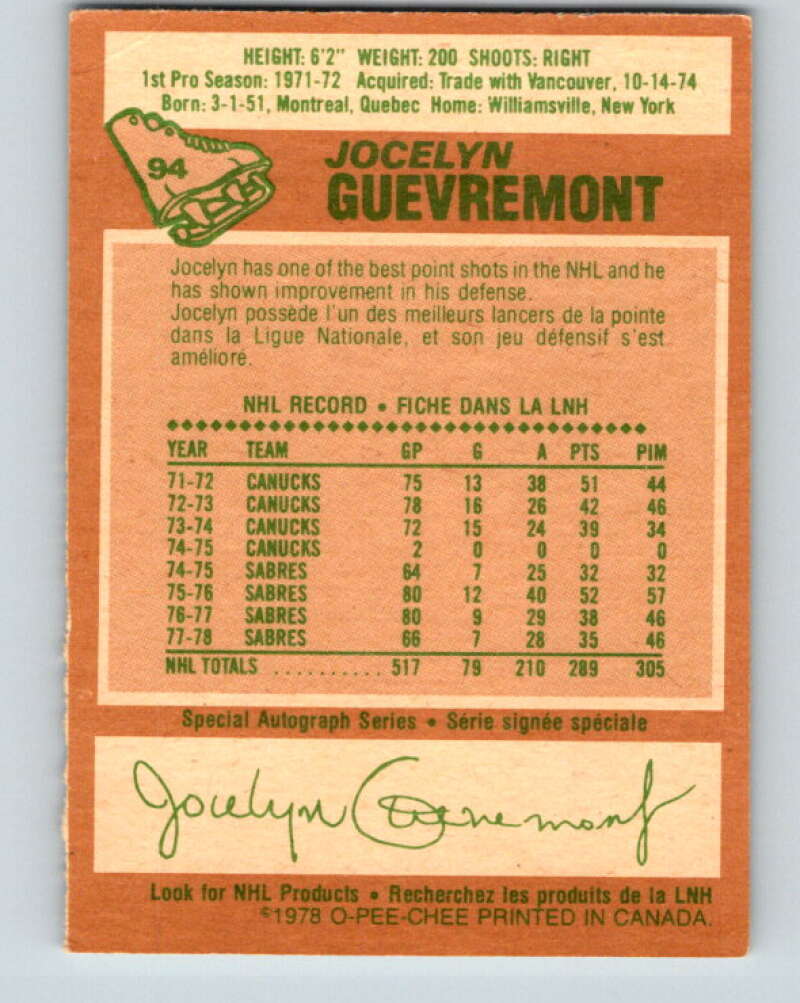 HEIGHT: 6'2" WEIGHT: 200 SHOOTS: RIGHT
1st Pro Season: 1971-72 Acquired: Trade with Vancouver, 10-14-74
Born: 3-1-51, Montreal, Quebec Home: Williamsville, New York
94
JOCELYN
GUEVREMONT
Jocelyn has one of the best point shots in the NHL and he
has shown improvement in his defense.
Jocelyn possède l'un des meilleurs lancers de la pointe
dans la Ligue Nationale, et son jeu défensif s'est
amélioré.
NHL RECORD • FICHE DANS LA LNH
YEAR TEAM GP G A PTS PIM
71-72 CANUCKS 75 13 38 51 44
72-73 CANUCKS 78 16 26 42 46
73-74 CANUCKS 72 15 24 39 34
74-75 CANUCKS 2 0 0 0 0
74-75 SABRES 64 7 25 32 32
75-76 SABRES 80 12 40 52 57
76-77 SABRES 80 9 29 38 46
77-78 SABRES 66 7 28 35 46
NHL TOTALS .......... 517 79 210 289 305
Special Autograph Series • Série signée spéciale
Jocelyn Guevremont
Look for NHL Products • Recherchez les produits de la LNH
©1978 O-PEE-CHEE PRINTED IN CANADA.